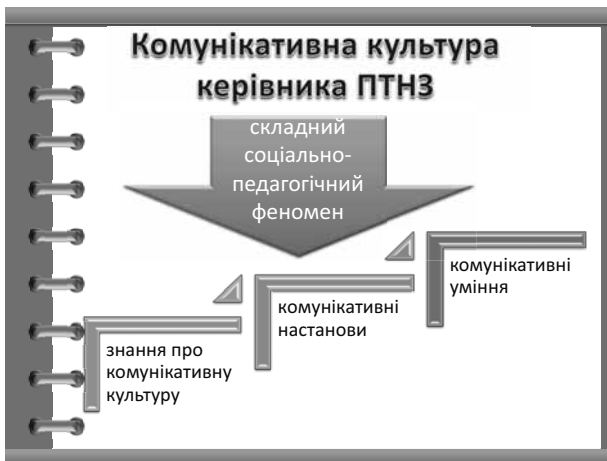 Комунікативна культура
керівника ПТНЗ
складний
соціально-
педагогічний
феномен
знання про
комунікативну
культуру
комунікативні
настанови
комунікативні
уміння